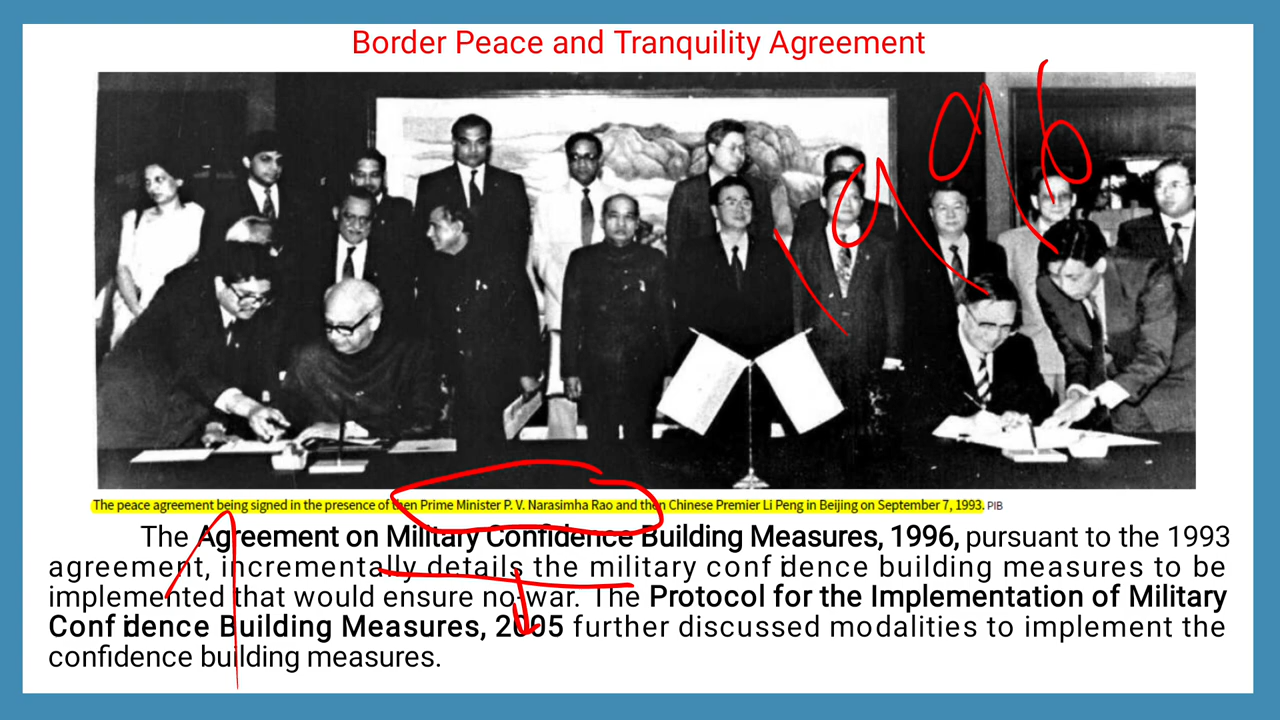 Border Peace and Tranquility Agreement
1996
The peace agreement being signed in the presence of then Prime Minister P. V. Narasimha Rao and then Chinese Premier Li Peng in Beijing on September 7, 1993. PIB
The Agreement on Military Confidence Building Measures, 1996, pursuant to the 1993
agreement, incrementally details the military confidence building measures to be
implemented that would ensure no-war. The Protocol for the Implementation of Military
Confidence Building Measures, 2005 further discussed modalities to implement the
confidence building measures.